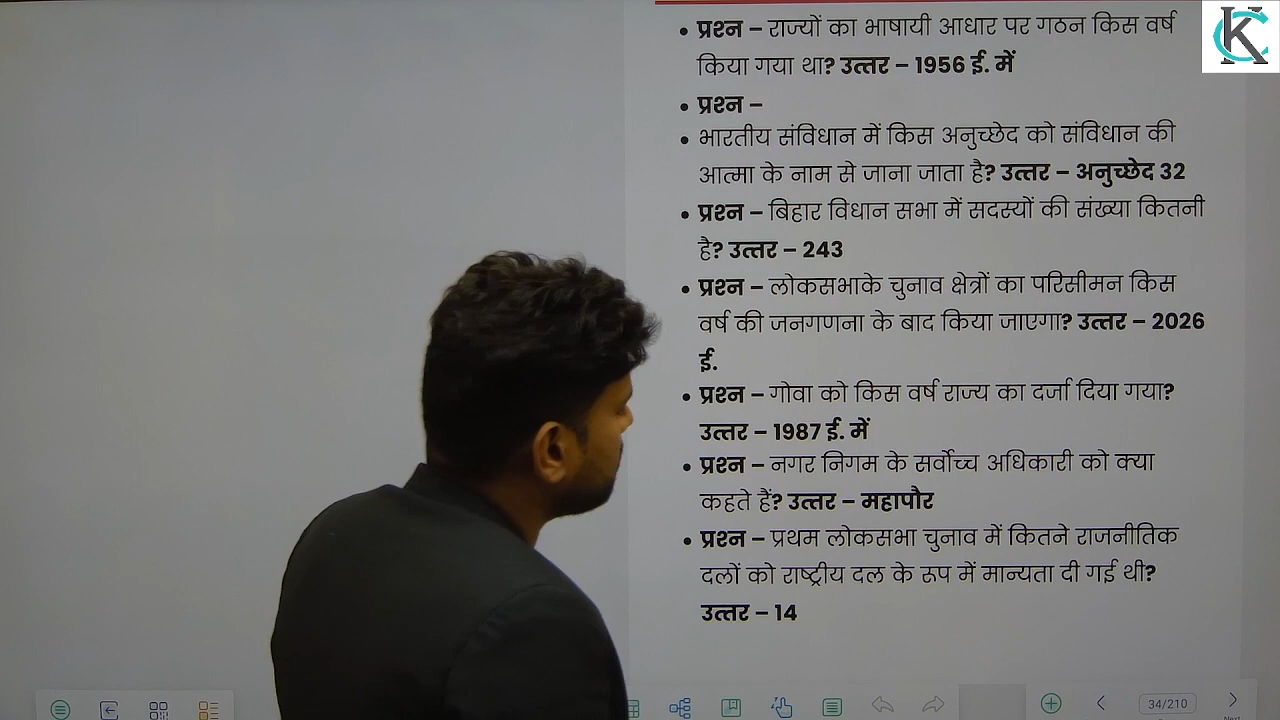 प्रश्न – राज्यों का भाषायी आधार पर गठन किस वर्ष
किया गया था? उत्तर – 1956 ई. में
प्रश्न –
भारतीय संविधान में किस अनुच्छेद को संविधान की
आत्मा के नाम से जाना जाता है? उत्तर – अनुच्छेद 32
प्रश्न – बिहार विधान सभा में सदस्यों की संख्या कितनी
है? उत्तर – 243
प्रश्न – लोकसभाके चुनाव क्षेत्रों का परिसीमन किस
वर्ष की जनगणना के बाद किया जाएगा? उत्तर – 2026
ई.
प्रश्न – गोवा को किस वर्ष राज्य का दर्जा दिया गया?
उत्तर – 1987 ई. में
प्रश्न – नगर निगम के सर्वोच्च अधिकारी को क्या
कहते हैं? उत्तर – महापौर
प्रश्न – प्रथम लोकसभा चुनाव में कितने राजनीतिक
दलों को राष्ट्रीय दल के रूप में मान्यता दी गई थी?
उत्तर – 14
KC
34/210
Next